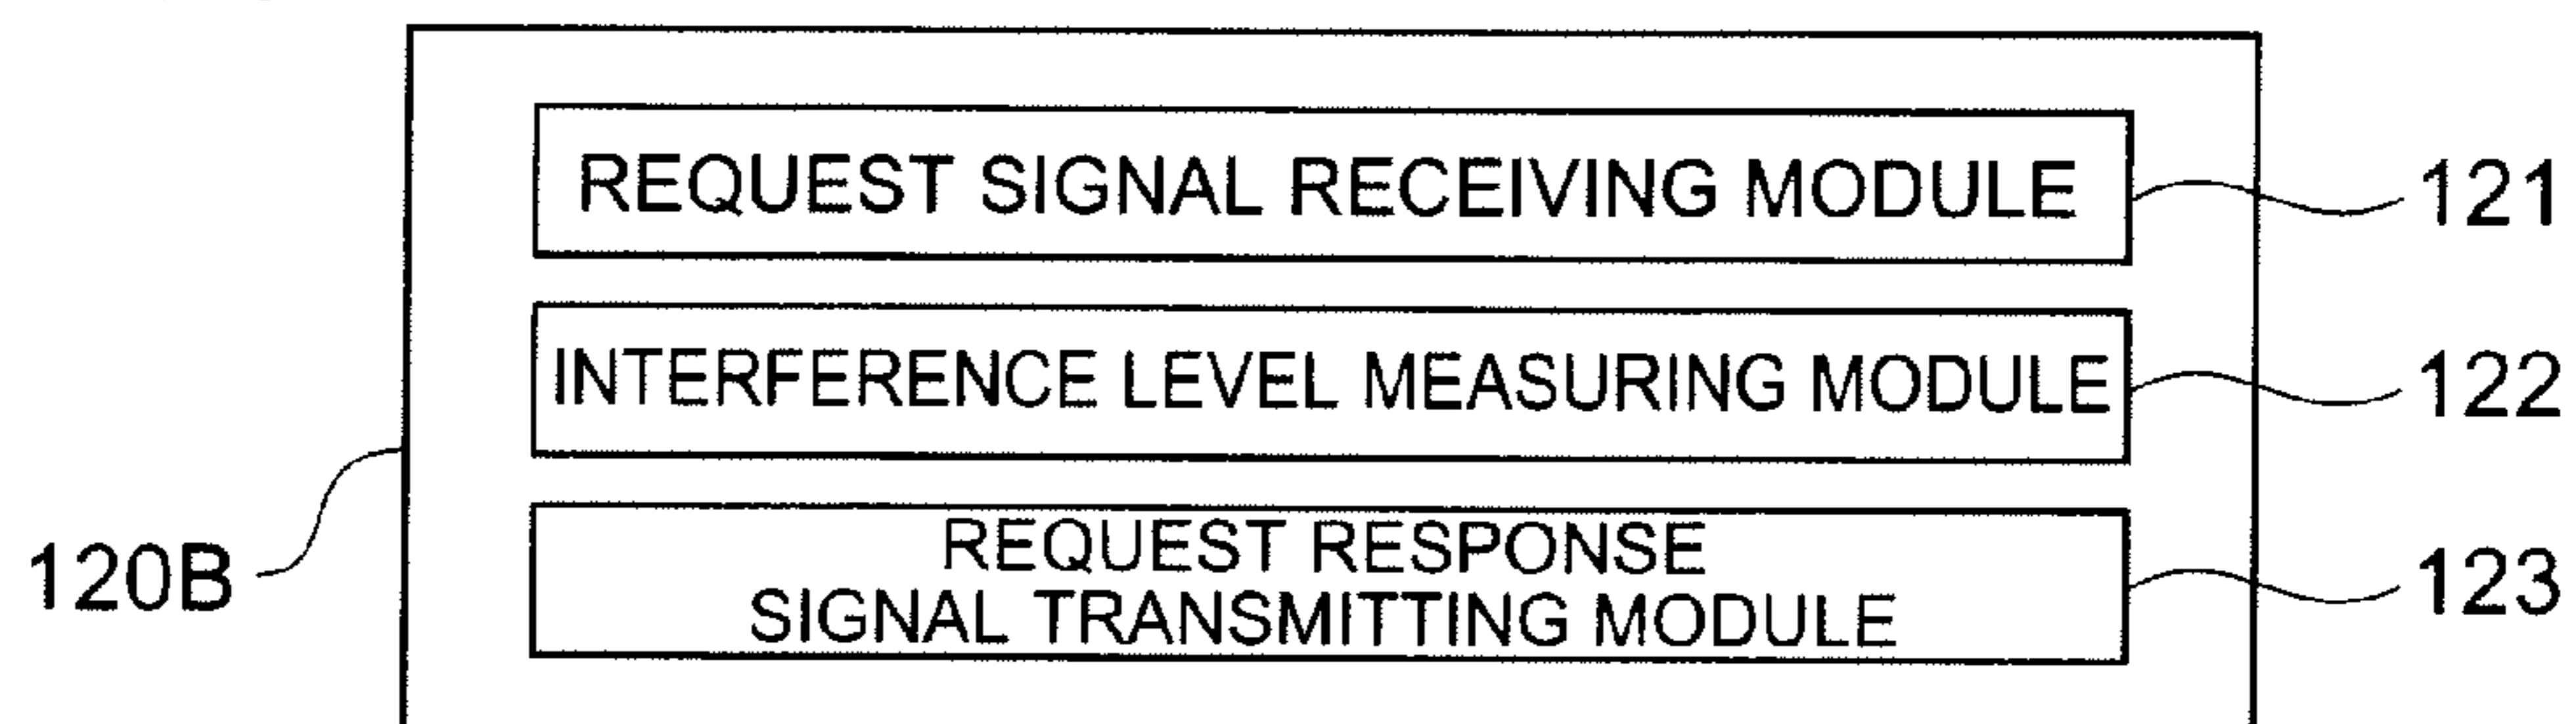 REQUEST SIGNAL RECEIVING MODULE
121
INTERFERENCE LEVEL MEASURING MODULE
122
REQUEST RESPONSE
SIGNAL TRANSMITTING MODULE
123
120B